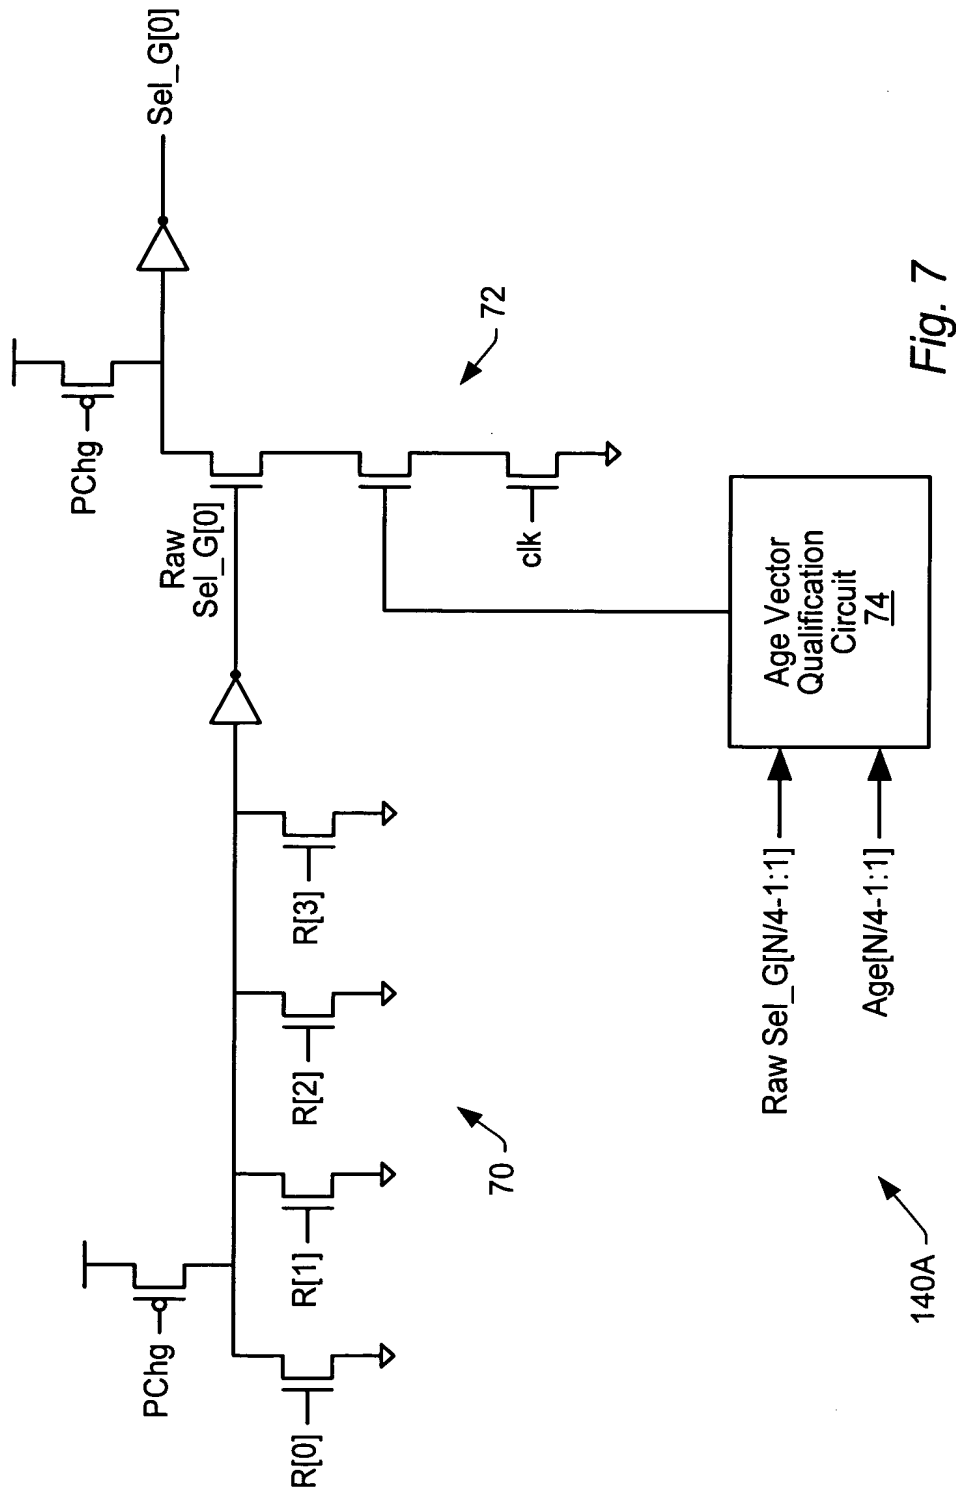 PChg
Sel_G[0]
PChg
Raw
Sel_G[0]
R[0]
R[1]
R[2]
R[3]
clk
72
70
Raw Sel_G[N/4-1:1]
Age[N/4-1:1]
Age Vector
Qualification
Circuit
74
140A
Fig. 7